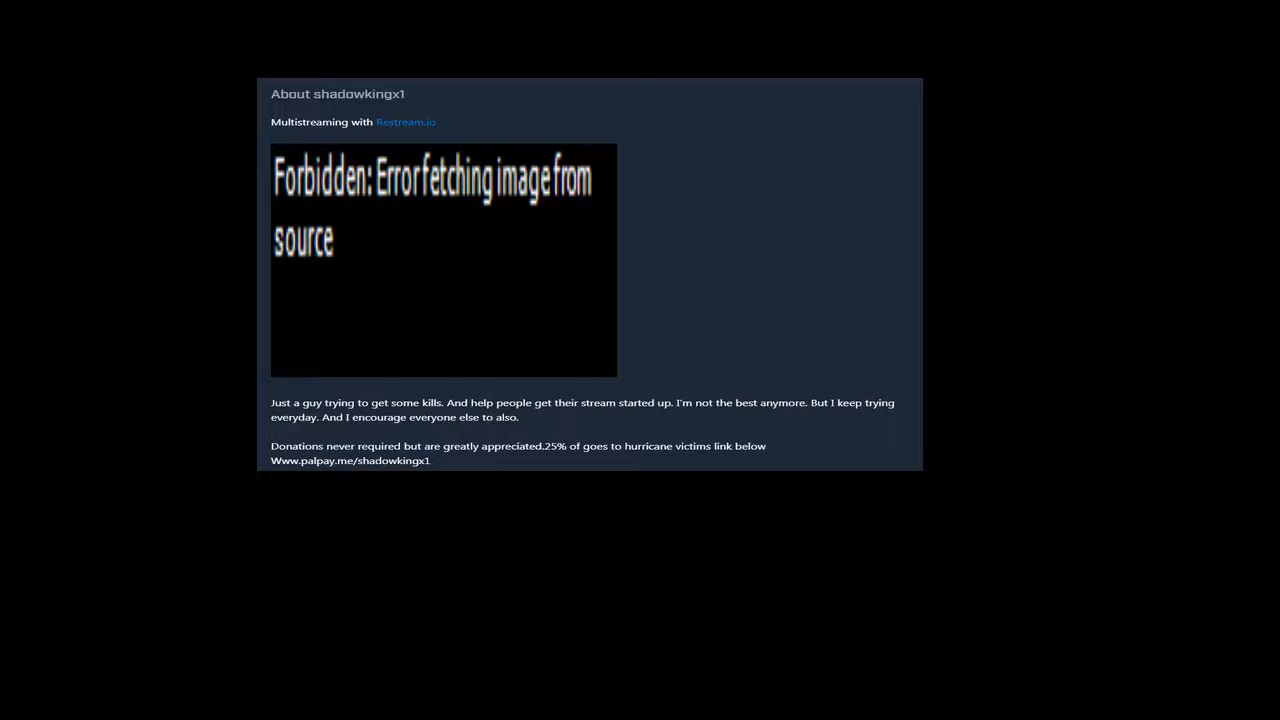 About shadowkingx1
Multistreaming with Restream.io
Forbidden: Error fetching image from
source
Just a guy trying to get some kills. And help people get their stream started up. I'm not the best anymore. But I keep trying
everyday. And I encourage everyone else to also.
Donations never required but are greatly appreciated.25% of goes to hurricane victims link below
Www.palpay.me/shadowkingx1